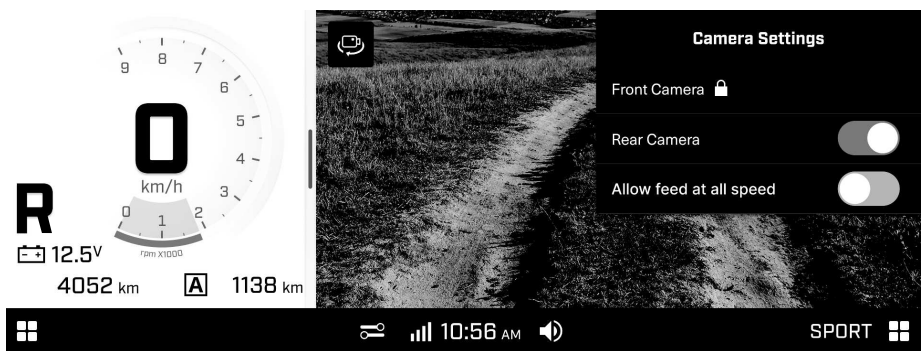 9
8
7
6
5
4
3
2
1
0
0
km/h
rpm X1000
R
12.5V
4052 km
A 1138 km
Camera Settings
Front Camera
Rear Camera
Allow feed at all speed
10:56 AM
SPORT